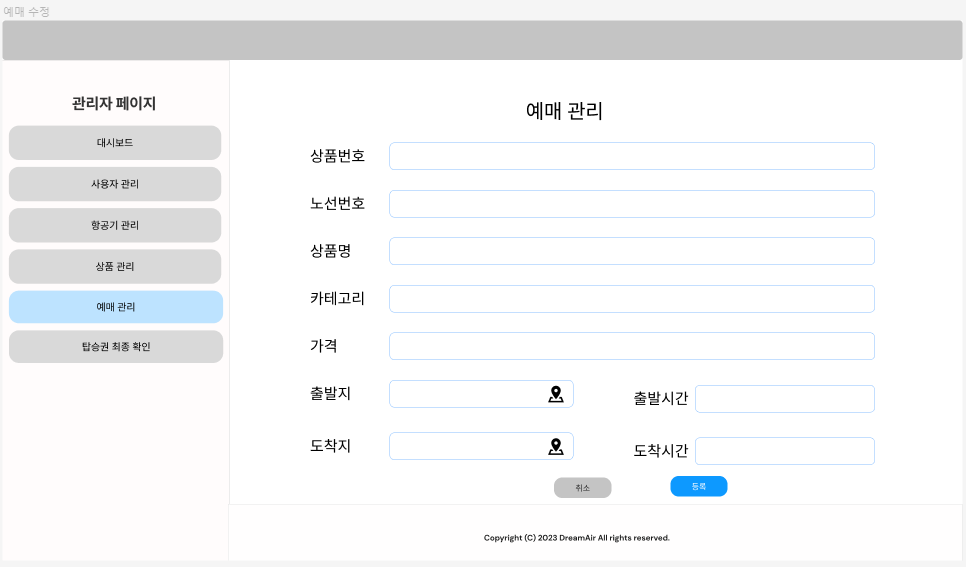 예매 수정
관리자 페이지
대시보드
사용자 관리
항공기 관리
상품 관리
예매 관리
탑승권 최종 확인
예매 관리
상품번호
노선번호
상품명
카테고리
가격
출발지
출발시간
도착지
도착시간
취소
등록
Copyright (C) 2023 DreamAir All rights reserved.